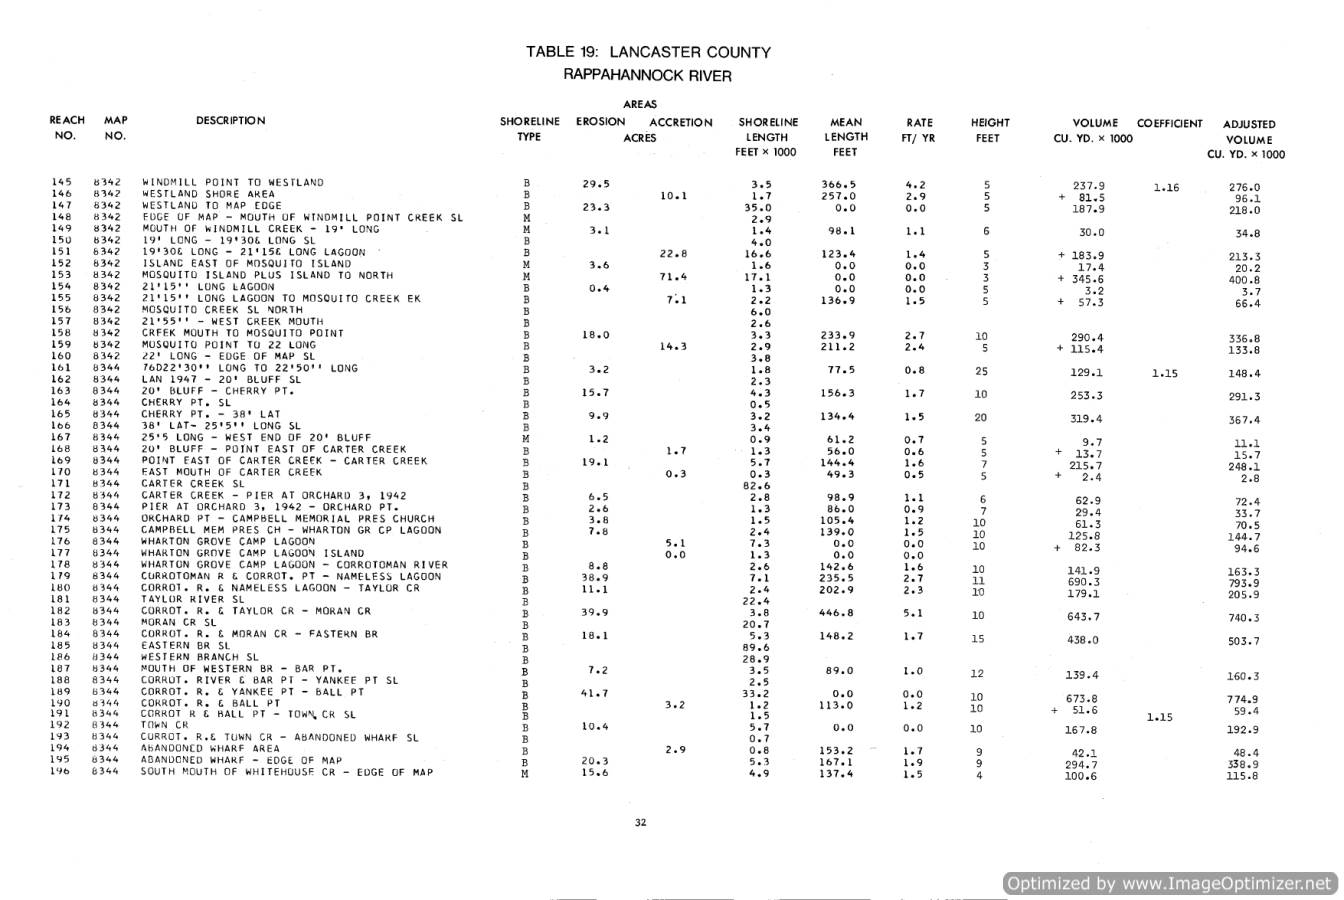 TABLE 19: LANCASTER COUNTY
RAPPAHANNOCK RIVER
AREAS
REACH MAP DESCRIPTION SHORELINE EROSION ACCRETION SHORELINE MEAN RATE HEIGHT VOLUME COEFFICIENT ADJUSTED
NO. NO. TYPE ACRES LENGTH LENGTH FT/ YR FEET CU. YD. × 1000 VOLUME
FEET × 1000 FEET CU. YD. × 1000
145 8342 WINDMILL POINT TO WESTLAND B 29.5 3.5 366.5 4.2 5 237.9 1.16 276.0
146 8342 WESTLAND SHORE AREA B 10.1 1.7 257.0 2.9 5 + 81.5 96.1
147 8342 WESTLAND TO MAP EDGE B 23.3 35.0 0.0 0.0 5 187.9 218.0
148 8342 EDGE OF MAP - MOUTH OF WINDMILL POINT CREEK SL M 2.9
149 8342 MOUTH OF WINDMILL CREEK - 19' LONG M 3.1 1.4 98.1 1.1 6 30.0 34.8
150 8342 19' LONG - 19'30& LONG SL B 4.0
151 8342 19'30& LONG - 21'15& LONG LAGOON B 22.8 16.6 123.4 1.4 5 + 183.9 213.3
152 8342 ISLAND EAST OF MOSQUITO ISLAND M 3.6 1.6 0.0 0.0 3 17.4 20.2
153 8342 MOSQUITO ISLAND PLUS ISLAND TO NORTH M 71.4 17.1 0.0 0.0 3 + 345.6 400.8
154 8342 21'15'' LONG LAGOON B 0.4 1.3 0.0 0.0 5 3.2 3.7
155 8342 21'15'' LONG LAGOON TO MOSQUITO CREEK EK B 7.1 2.2 136.9 1.5 5 + 57.3 66.4
156 8342 MOSQUITO CREEK SL NORTH B 6.0
157 8342 21'55'' - WEST CREEK MOUTH B 2.6
158 8342 CREEK MOUTH TO MOSQUITO POINT B 18.0 3.3 233.9 2.7 10 290.4 336.8
159 8342 MOSQUITO POINT TO 22 LONG B 14.3 2.9 211.2 2.4 5 + 115.4 133.8
160 8342 22' LONG - EDGE OF MAP SL B 3.8
161 8344 76D22'30'' LONG TO 22'50'' LONG B 3.2 1.8 77.5 0.8 25 129.1 1.15 148.4
162 8344 LAN 1947 - 20' BLUFF SL B 2.3
163 8344 20' BLUFF - CHERRY PT. B 15.7 4.3 156.3 1.7 10 253.3 291.3
164 8344 CHERRY PT. SL B 0.5
165 8344 CHERRY PT. - 38' LAT B 9.9 3.2 134.4 1.5 20 319.4 367.4
166 8344 38' LAT- 25'5'' LONG SL B 3.4
167 8344 25'5 LONG - WEST END OF 20' BLUFF M 1.2 0.9 61.2 0.7 5 9.7 11.1
168 8344 20' BLUFF - POINT EAST OF CARTER CREEK B 1.7 1.3 56.0 0.6 5 + 13.7 15.7
169 8344 POINT EAST OF CARTER CREEK - CARTER CREEK B 19.1 5.7 144.4 1.6 7 215.7 248.1
170 8344 EAST MOUTH OF CARTER CREEK B 0.3 0.3 49.3 0.5 5 + 2.4 2.8
171 8344 CARTER CREEK SL B 82.6
172 8344 CARTER CREEK - PIER AT ORCHARD 3, 1942 B 6.5 2.8 98.9 1.1 6 62.9 72.4
173 8344 PIER AT ORCHARD 3, 1942 - ORCHARD PT. B 2.6 1.3 86.0 0.9 7 29.4 33.7
174 8344 ORCHARD PT - CAMPBELL MEMORIAL PRES CHURCH B 3.8 1.5 105.4 1.2 10 61.3 70.5
175 8344 CAMPBELL MEM PRES CH - WHARTON GR CP LAGOON B 7.8 2.4 139.0 1.5 10 125.8 144.7
176 8344 WHARTON GROVE CAMP LAGOON B 5.1 7.3 0.0 0.0 10 + 82.3 94.6
177 8344 WHARTON GROVE CAMP LAGOON ISLAND B 0.0 1.3 0.0 0.0
178 8344 WHARTON GROVE CAMP LAGOON - CORROTOMAN RIVER B 8.8 2.6 142.6 1.6 10 141.9 163.3
179 8344 CORROTOMAN R & CORROT. PT - NAMELESS LAGOON B 38.9 7.1 235.5 2.7 11 690.3 793.9
180 8344 CORROT. R. & NAMELESS LAGOON - TAYLOR CR B 11.1 2.4 202.9 2.3 10 179.1 205.9
181 8344 TAYLOR RIVER SL B 22.4
182 8344 CORROT. R. & TAYLOR CR - MORAN CR B 39.9 3.8 446.8 5.1 10 643.7 740.3
183 8344 MORAN CR SL B 20.7
184 8344 CORROT. R. & MORAN CR - EASTERN BR B 18.1 5.3 148.2 1.7 15 438.0 503.7
185 8344 EASTERN BR SL B 89.6
186 8344 WESTERN BRANCH SL B 28.9
187 8344 MOUTH OF WESTERN BR - BAR PT. B 7.2 3.5 89.0 1.0 12 139.4 160.3
188 8344 CORROT. RIVER & BAR PT - YANKEE PT SL B 2.5
189 8344 CORROT. R. & YANKEE PT - BALL PT B 41.7 33.2 0.0 0.0 10 673.8 774.9
190 8344 CORROT. R. & BALL PT B 3.2 1.2 113.0 1.2 10 + 51.6 59.4
191 8344 CORROT R & BALL PT - TOWN CR SL B 1.5 1.15
192 8344 TOWN CR B 10.4 5.7 0.0 0.0 10 167.8 192.9
193 8344 CORROT. R.& TOWN CR - ABANDONED WHARF SL B 0.7
194 8344 ABANDONED WHARF AREA B 2.9 0.8 153.2 1.7 9 42.1 48.4
195 8344 ABANDONED WHARF - EDGE OF MAP B 20.3 5.3 167.1 1.9 9 294.7 338.9
196 8344 SOUTH MOUTH OF WHITEHOUSE CR - EDGE OF MAP M 15.6 4.9 137.4 1.5 4 100.6 115.8
32
Optimized by www.ImageOptimizer.net